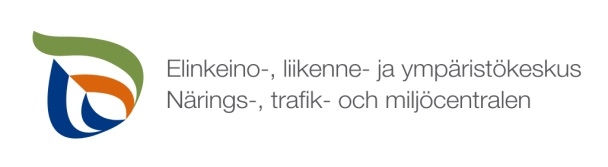 Elinkeino-, liikenne- ja ympäristökeskus
Närings-, trafik- och miljöcentralen